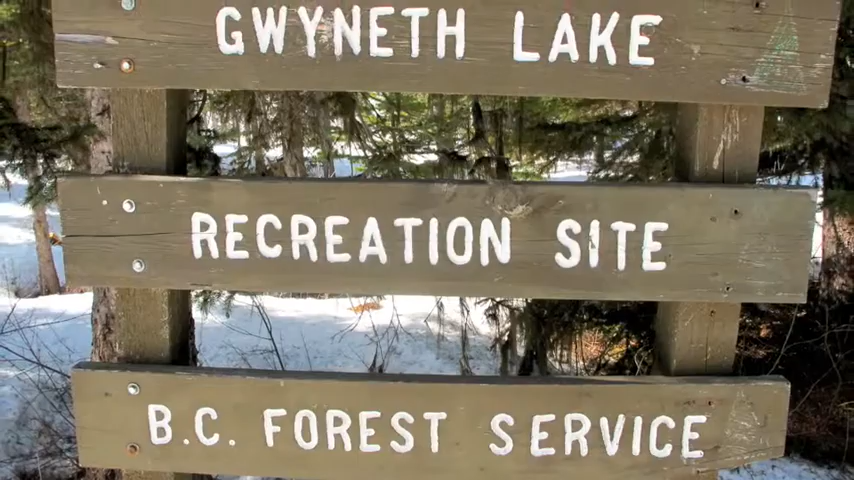 GWYNETH LAKE
RECREATION SITE
B.C. FOREST SERVICE